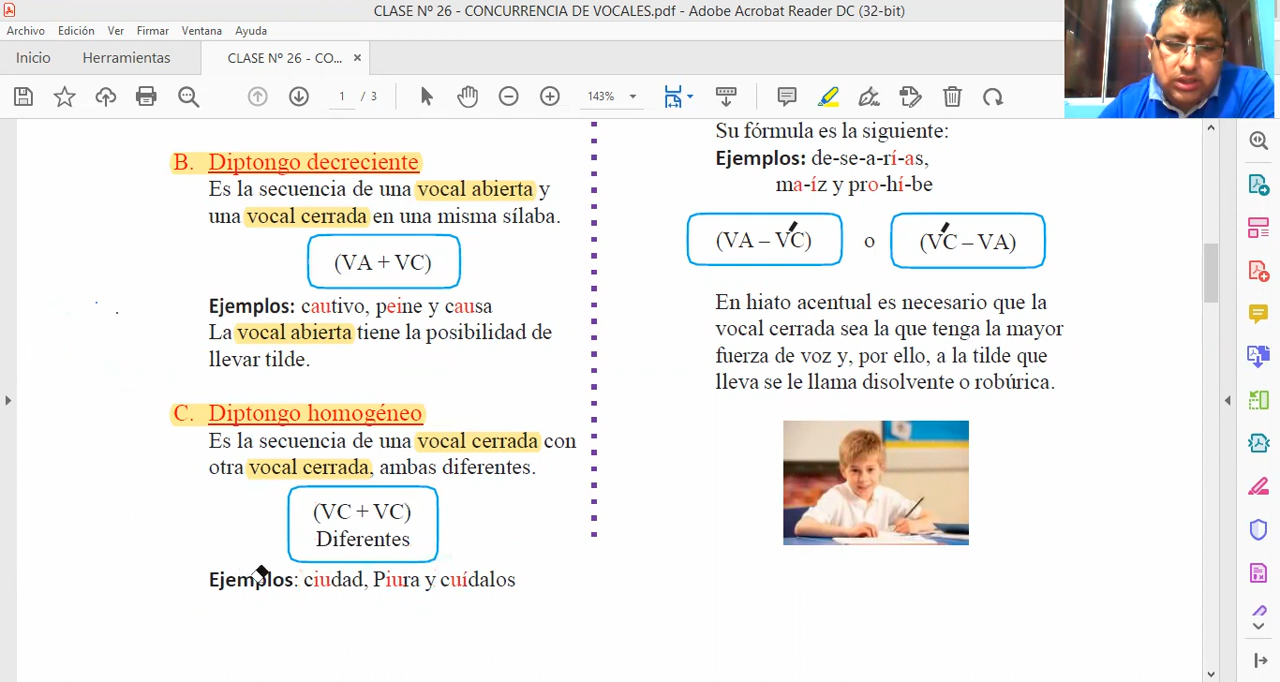 CLASE Nº 26 - CONCURRENCIA DE VOCALES.pdf - Adobe Acrobat Reader DC (32-bit)
Archivo Edición Ver Firmar Ventana Ayuda
Inicio Herramientas CLASE Nº 26 - CO... ×
1 / 3 143%
B. Diptongo decreciente
Es la secuencia de una vocal abierta y
una vocal cerrada en una misma sílaba.
(VA + VC)
Ejemplos: cautivo, peine y causa
La vocal abierta tiene la posibilidad de
llevar tilde.
C. Diptongo homogéneo
Es la secuencia de una vocal cerrada con
otra vocal cerrada, ambas diferentes.
(VC + VC)
Diferentes
Ejemplos: ciudad, Piura y cuídalos
Su fórmula es la siguiente:
Ejemplos: de-se-a-rí-as,
ma-íz y pro-hí-be
(VA – VĆ) o (VĆ – VA)
En hiato acentual es necesario que la
vocal cerrada sea la que tenga la mayor
fuerza de voz y, por ello, a la tilde que
lleva se le llama disolvente o robúrica.